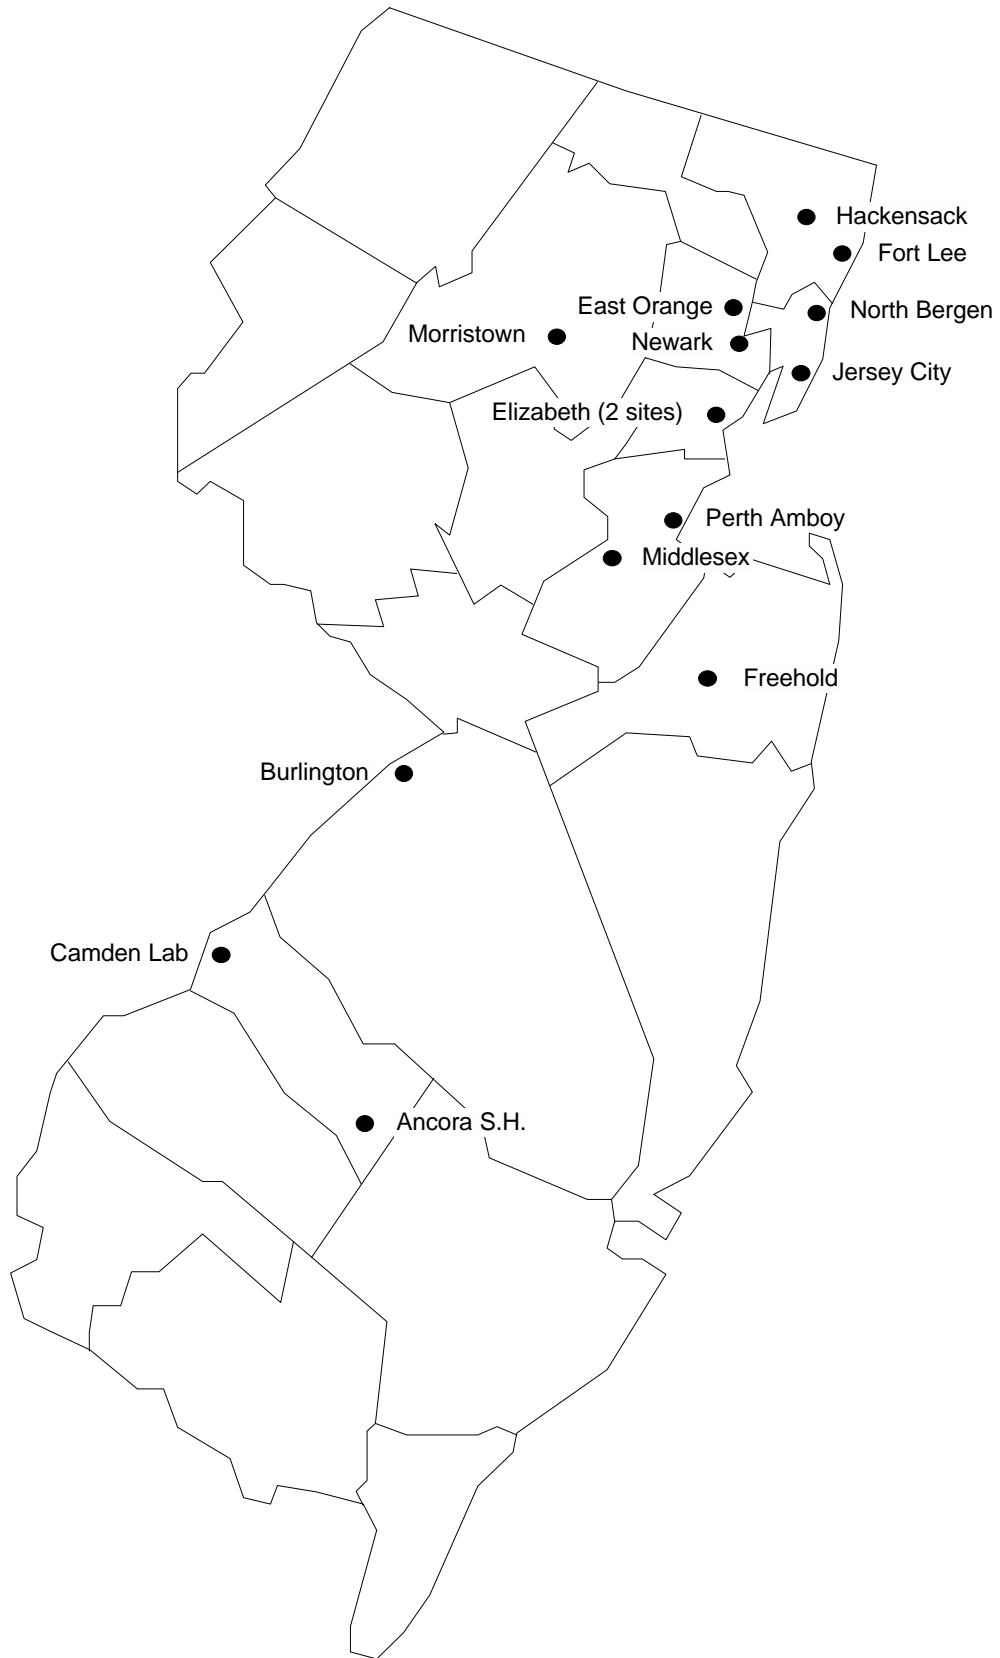 Hackensack
Fort Lee
East Orange
North Bergen
Morristown
Newark
Jersey City
Elizabeth (2 sites)
Perth Amboy
Middlesex
Freehold
Burlington
Camden Lab
Ancora S.H.